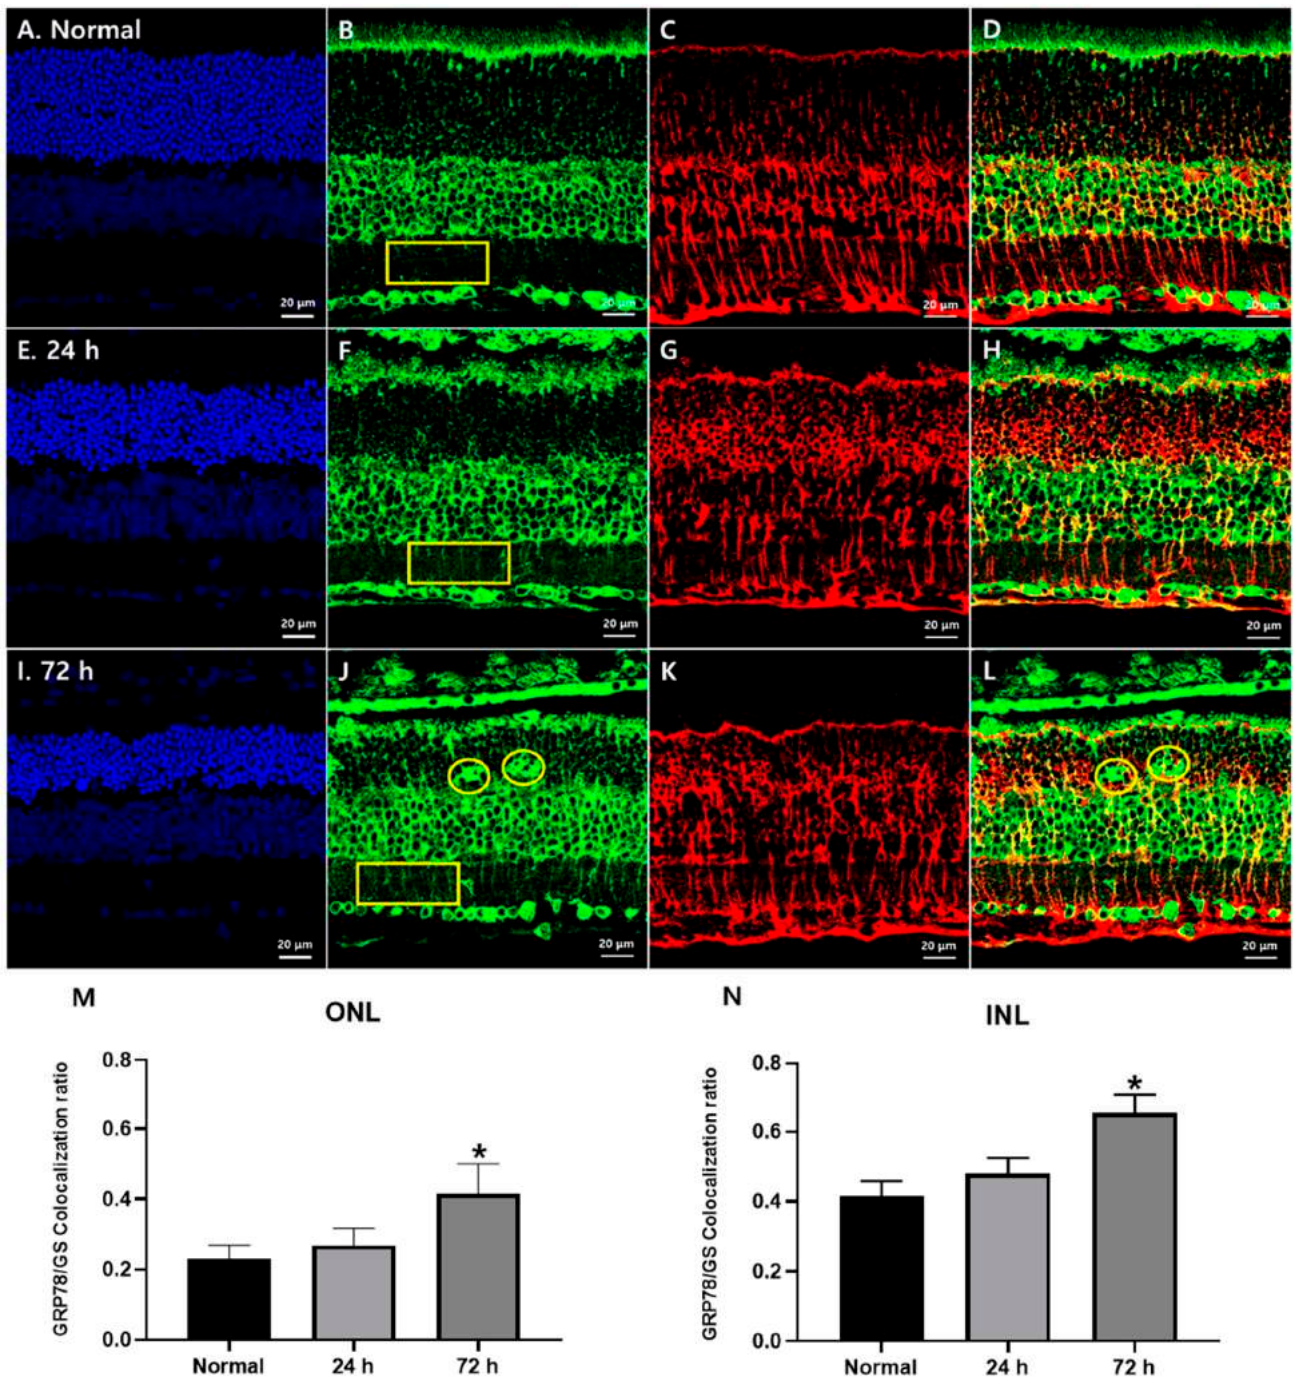 A. Normal
B
C
D
20 μm
20 μm
20 μm
20 μm
E. 24 h
F
G
H
20 μm
20 μm
20 μm
20 μm
I. 72 h
J
K
L
20 μm
20 μm
20 μm
20 μm
M
ONL
GRP78/GS Colocalization ratio
0.8
0.6
0.4
0.2
0.0
*
Normal
24 h
72 h
N
INL
GRP78/GS Colocalization ratio
0.8
0.6
0.4
0.2
0.0
*
Normal
24 h
72 h